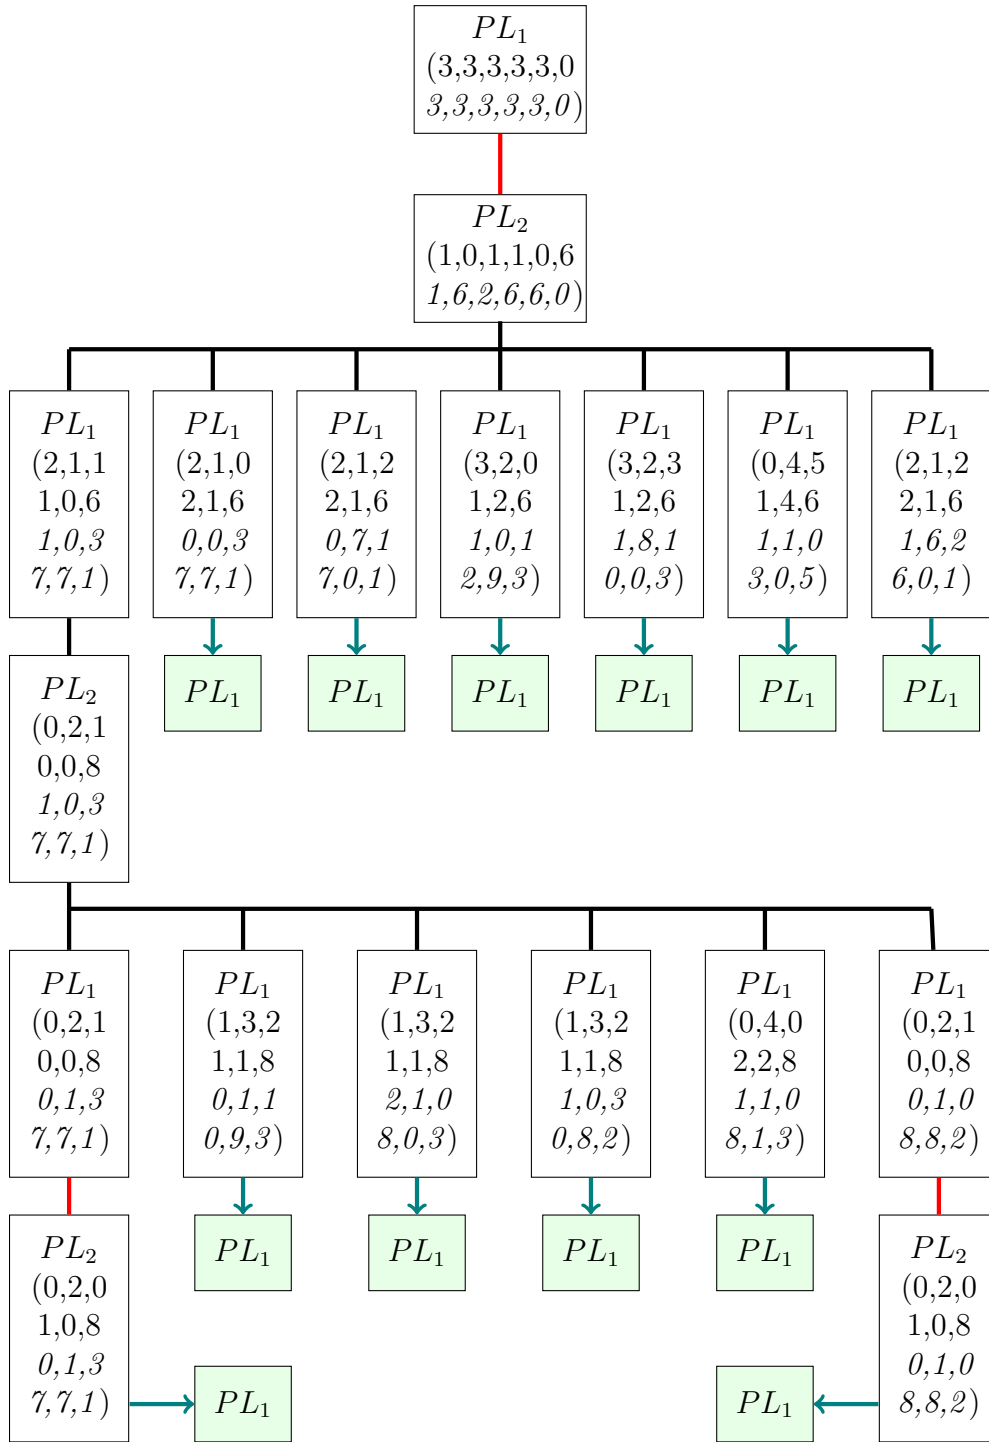 PL₁
(3,3,3,3,3,0
3,3,3,3,3,0)
PL₂
(1,0,1,1,0,6
1,6,2,6,6,0)
PL₁
(2,1,1
1,0,6
1,0,3
7,7,1)
PL₁
(2,1,0
2,1,6
0,0,3
7,7,1)
PL₁
(2,1,2
2,1,6
0,7,1
7,0,1)
PL₁
(3,2,0
1,2,6
1,0,1
2,9,3)
PL₁
(3,2,3
1,2,6
1,8,1
0,0,3)
PL₁
(0,4,5
1,4,6
1,1,0
3,0,5)
PL₁
(2,1,2
2,1,6
1,6,2
6,0,1)
PL₂
(0,2,1
0,0,8
1,0,3
7,7,1)
PL₁
PL₁
PL₁
PL₁
PL₁
PL₁
PL₁
(0,2,1
0,0,8
0,1,3
7,7,1)
PL₁
(1,3,2
1,1,8
0,1,1
0,9,3)
PL₁
(1,3,2
1,1,8
2,1,0
8,0,3)
PL₁
(1,3,2
1,1,8
1,0,3
0,8,2)
PL₁
(0,4,0
2,2,8
1,1,0
8,1,3)
PL₁
(0,2,1
0,0,8
0,1,0
8,8,2)
PL₂
(0,2,0
1,0,8
0,1,3
7,7,1)
PL₁
PL₁
PL₁
PL₁
PL₂
(0,2,0
1,0,8
0,1,0
8,8,2)
PL₁
PL₁